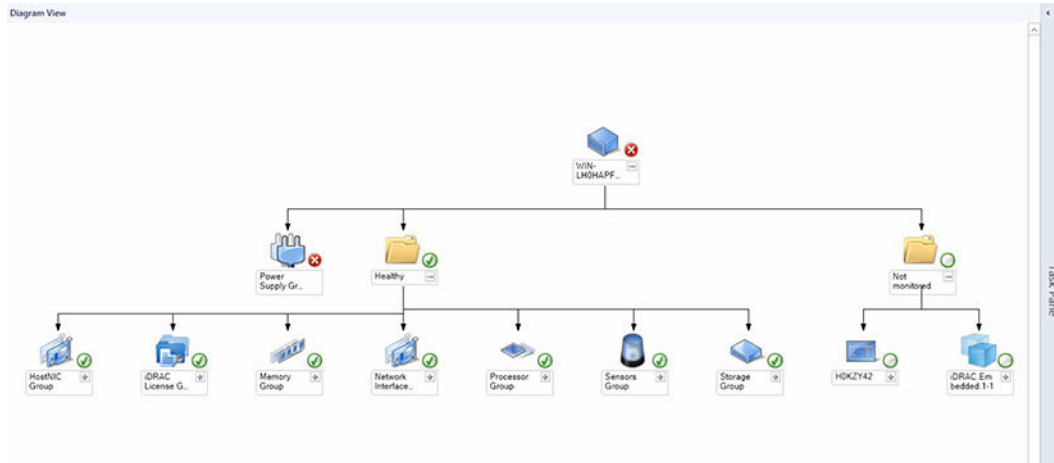 Diagram View
WIN-
LH0HAPF...
Power
Supply Gr..
Healthy
Not
monitored
HostNIC
Group
iDRAC
License G..
Memory
Group
Network
Interface..
Processor
Group
Sensors
Group
Storage
Group
H0KZY42
iDRAC.Em
bedded.1-1
Task Pane